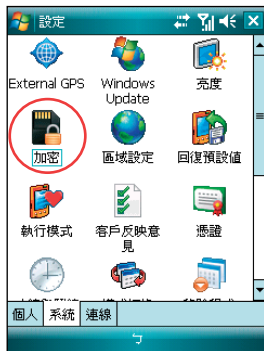 設定
External GPS
Windows
Update
亮度
加密
區域設定
回復預設值
執行模式
客戶反映意
見
憑證
個人
系統
連線